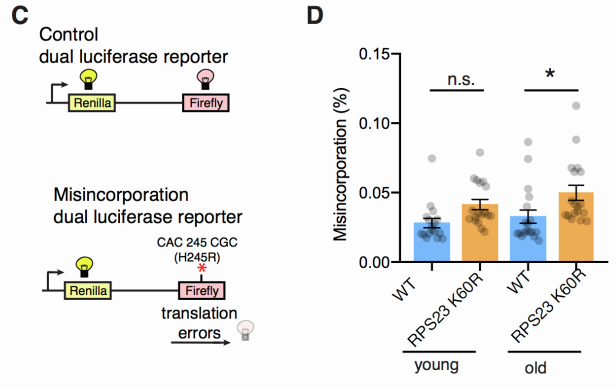 C
Control
dual luciferase reporter
Renilla
Firefly
Misincorporation
dual luciferase reporter
CAC 245 CGC
(H245R)
*
Renilla
Firefly
translation
errors
D
Misincorporation (%)
0.15
0.10
0.05
0.00
n.s.
*
WT
RPS23 K60R
WT
RPS23 K60R
young
old